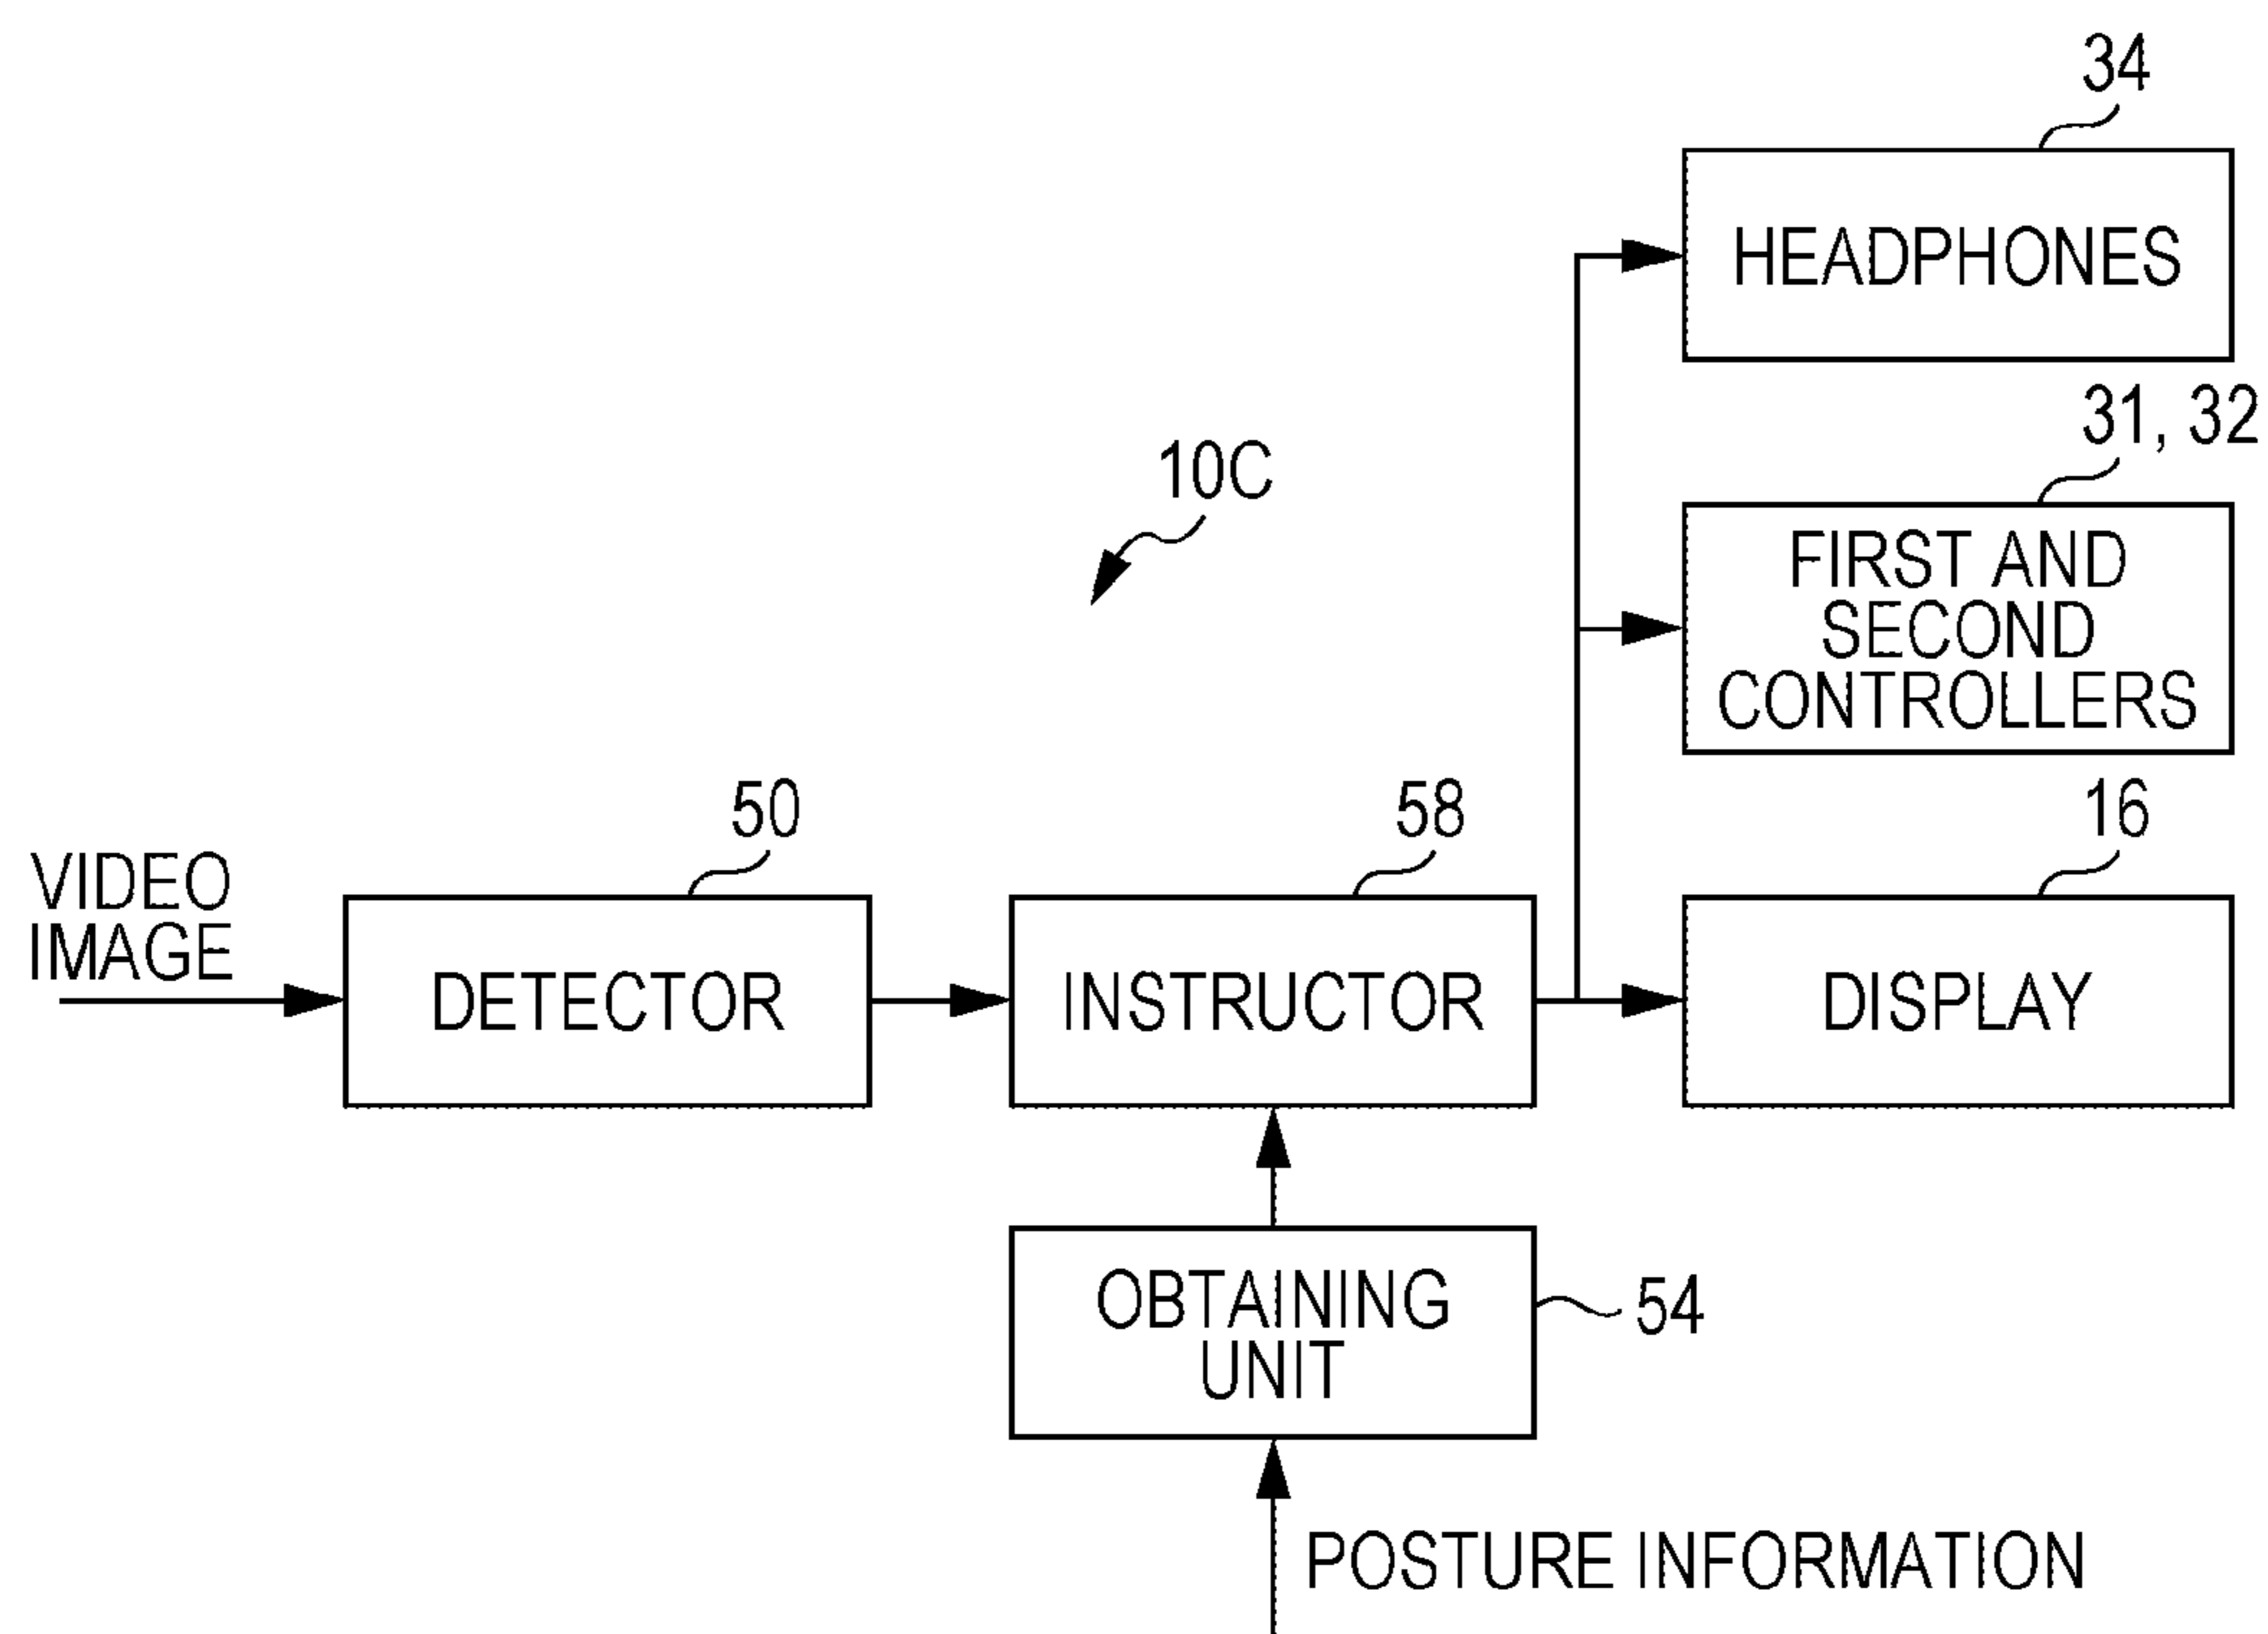 34
HEADPHONES
31, 32
10C
FIRST AND
SECOND
CONTROLLERS
50
58
16
VIDEO
IMAGE
DETECTOR
INSTRUCTOR
DISPLAY
OBTAINING
UNIT
54
POSTURE INFORMATION